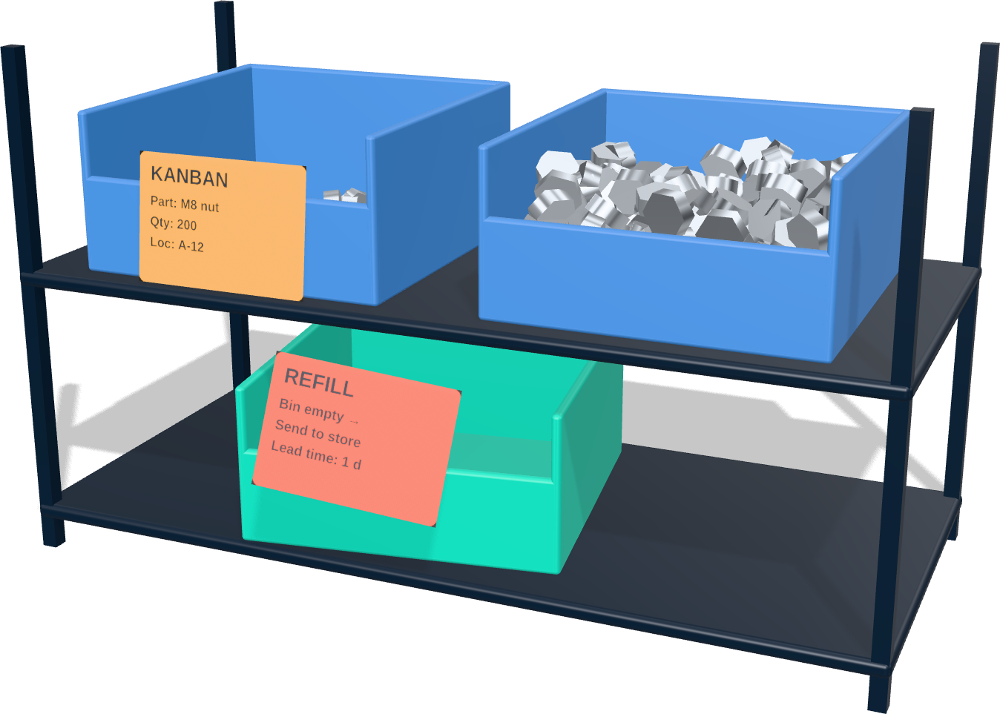 KANBAN
Part: M8 nut
Qty: 200
Loc: A-12
REFILL
Bin empty →
Send to store
Lead time: 1 d